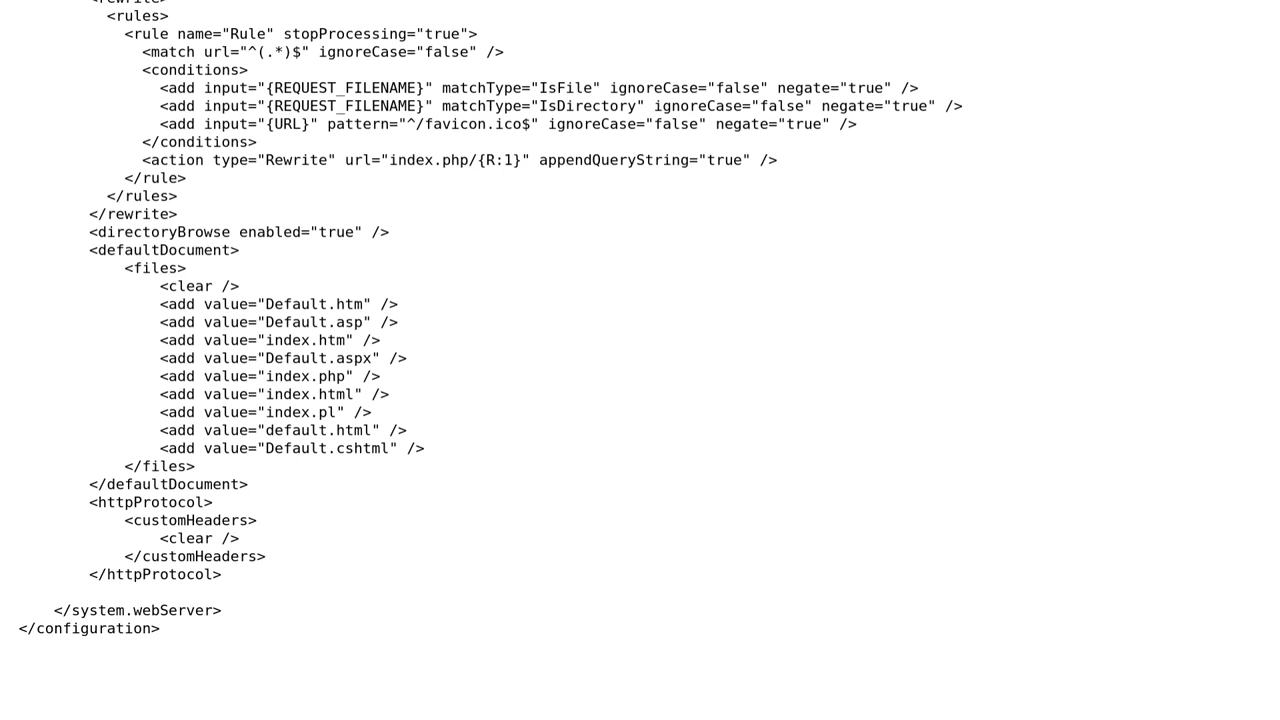 <rewrite>
<rules>
<rule name="Rule" stopProcessing="true">
<match url="^(.*)$" ignoreCase="false" />
<conditions>
<add input="{REQUEST_FILENAME}" matchType="IsFile" ignoreCase="false" negate="true" />
<add input="{REQUEST_FILENAME}" matchType="IsDirectory" ignoreCase="false" negate="true" />
<add input="{URL}" pattern="^/favicon.ico$" ignoreCase="false" negate="true" />
</conditions>
<action type="Rewrite" url="index.php/{R:1}" appendQueryString="true" />
</rule>
</rules>
</rewrite>
<directoryBrowse enabled="true" />
<defaultDocument>
<files>
<clear />
<add value="Default.htm" />
<add value="Default.asp" />
<add value="index.htm" />
<add value="Default.aspx" />
<add value="index.php" />
<add value="index.html" />
<add value="index.pl" />
<add value="default.html" />
<add value="Default.cshtml" />
</files>
</defaultDocument>
<httpProtocol>
<customHeaders>
<clear />
</customHeaders>
</httpProtocol>
</system.webServer>
</configuration>